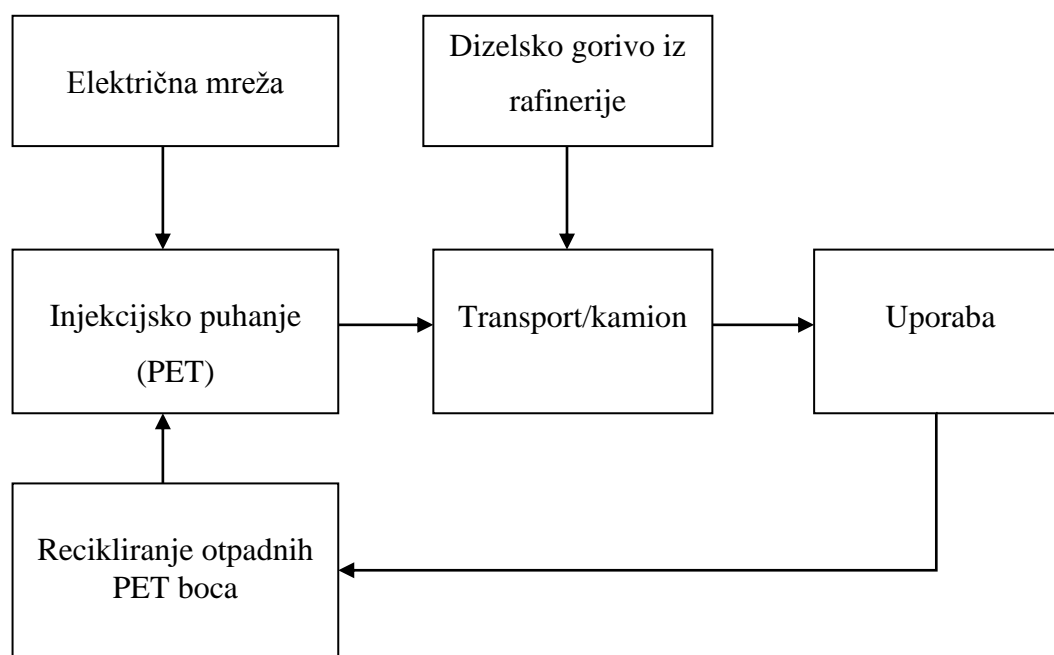 Električna mreža
Dizelsko gorivo iz
rafinerije
Injekcijsko puhanje
(PET)
Transport/kamion
Uporaba
Recikliranje otpadnih
PET boca